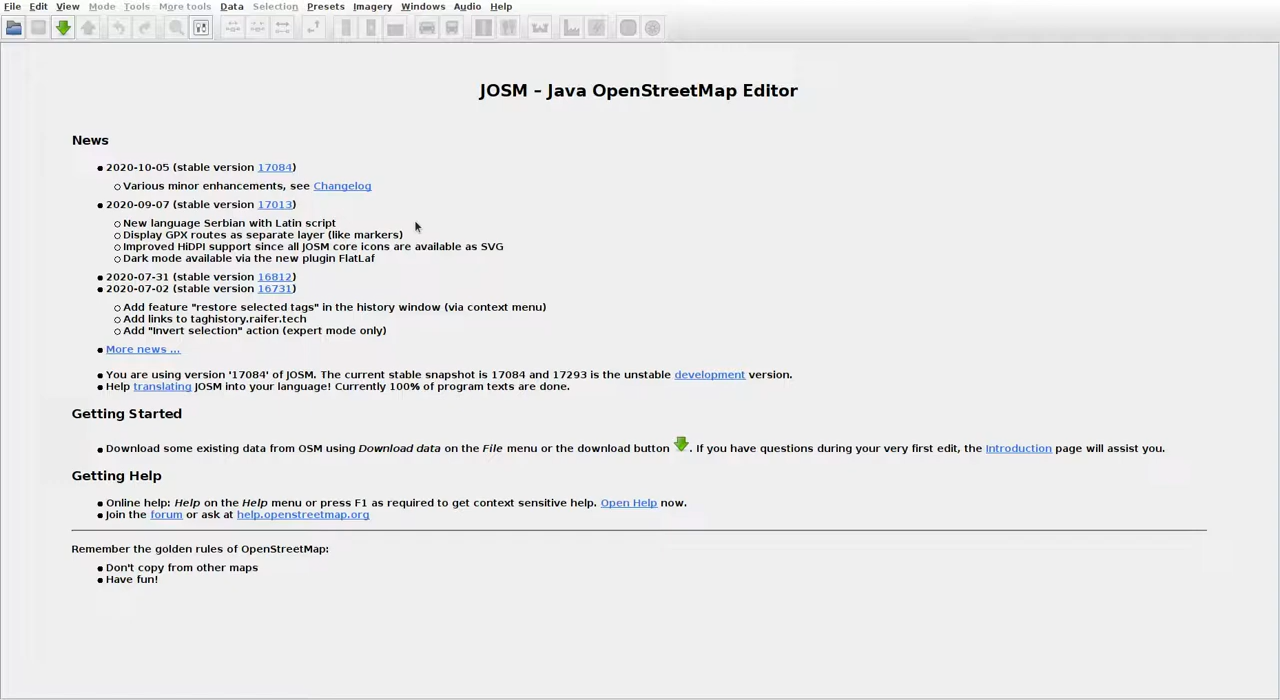 File Edit View Mode Tools More tools Data Selection Presets Imagery Windows Audio Help
JOSM – Java OpenStreetMap Editor
News
2020-10-05 (stable version 17084)
Various minor enhancements, see Changelog
2020-09-07 (stable version 17013)
New language Serbian with Latin script
Display GPX routes as separate layer (like markers)
Improved HiDPI support since all JOSM core icons are available as SVG
Dark mode available via the new plugin FlatLaf
2020-07-31 (stable version 16812)
2020-07-02 (stable version 16731)
Add feature "restore selected tags" in the history window (via context menu)
Add links to taghistory.raifer.tech
Add "Invert selection" action (expert mode only)
More news ...
You are using version '17084' of JOSM. The current stable snapshot is 17084 and 17293 is the unstable development version.
Help translating JOSM into your language! Currently 100% of program texts are done.
Getting Started
Download some existing data from OSM using Download data on the File menu or the download button . If you have questions during your very first edit, the Introduction page will assist you.
Getting Help
Online help: Help on the Help menu or press F1 as required to get context sensitive help. Open Help now.
Join the forum or ask at help.openstreetmap.org
Remember the golden rules of OpenStreetMap:
Don't copy from other maps
Have fun!